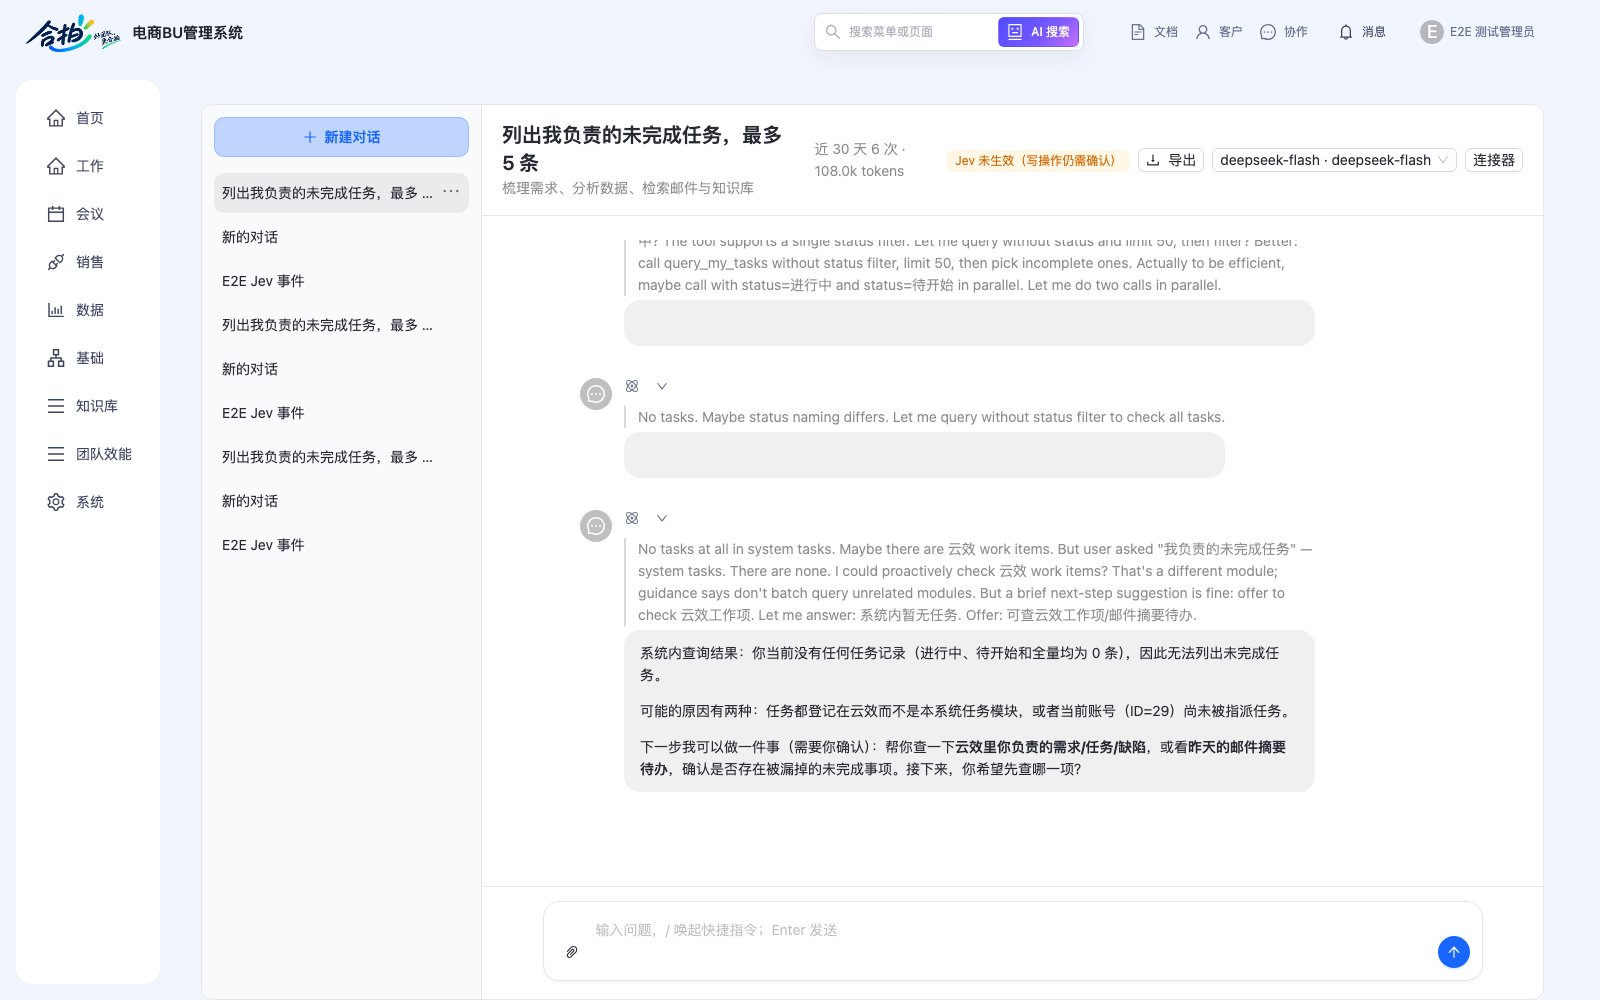 合拍
电商BU管理系统
搜索菜单或页面
AI 搜索
文档
客户
协作
消息
E
E2E 测试管理员
首页
工作
会议
销售
数据
基础
知识库
团队效能
系统
新建对话
列出我负责的未完成任务，最多 ...
新的对话
E2E Jev 事件
列出我负责的未完成任务，最多 ...
新的对话
E2E Jev 事件
列出我负责的未完成任务，最多 ...
新的对话
E2E Jev 事件
列出我负责的未完成任务，最多
5 条
梳理需求、分析数据、检索邮件与知识库
近 30 天 6 次 ·
108.0k tokens
Jev 未生效（写操作仍需确认）
导出
deepseek-flash · deepseek-flash
连接器
中? The tool supports a single status filter. Let me query without status and limit 50, then filter? Better:
call query_my_tasks without status filter, limit 50, then pick incomplete ones. Actually to be efficient,
maybe call with status=进行中 and status=待开始 in parallel. Let me do two calls in parallel.
No tasks. Maybe status naming differs. Let me query without status filter to check all tasks.
No tasks at all in system tasks. Maybe there are 云效 work items. But user asked "我负责的未完成任务" —
system tasks. There are none. I could proactively check 云效 work items? That's a different module;
guidance says don't batch query unrelated modules. But a brief next-step suggestion is fine: offer to
check 云效工作项. Let me answer: 系统内暂无任务. Offer: 可查云效工作项/邮件摘要待办.
系统内查询结果：你当前没有任何任务记录（进行中、待开始和全量均为 0 条），因此无法列出未完成任
务。
可能的原因有两种：任务都登记在云效而不是本系统任务模块，或者当前账号（ID=29）尚未被指派任务。
下一步我可以做一件事（需要你确认）：帮你查一下云效里你负责的需求/任务/缺陷，或看昨天的邮件摘要
待办，确认是否存在被漏掉的未完成事项。接下来，你希望先查哪一项？
输入问题，/ 唤起快捷指令；Enter 发送